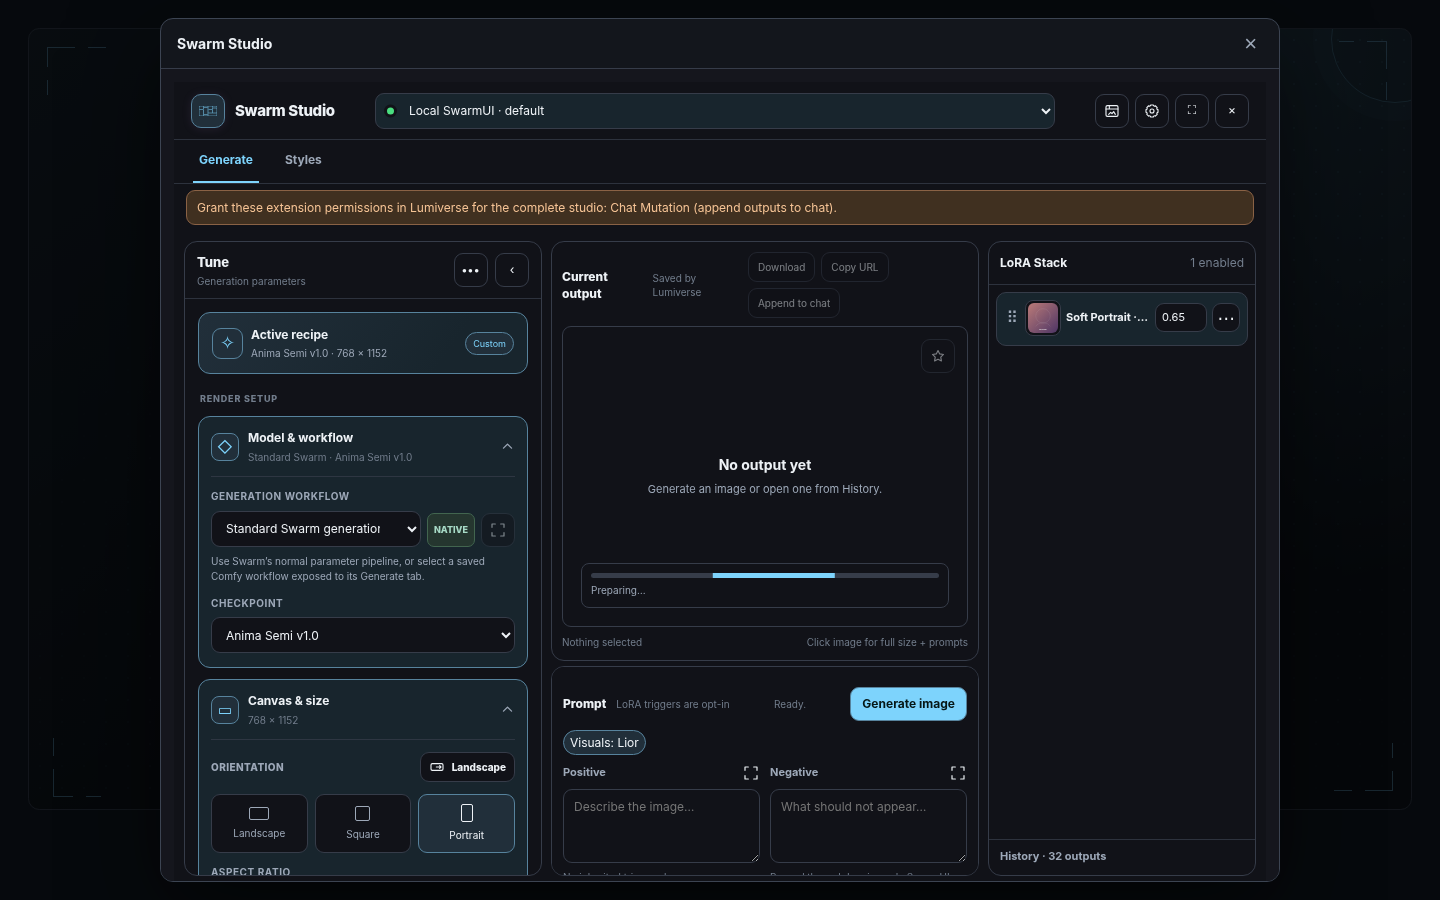 Swarm Studio
Swarm Studio
Local SwarmUI · default
Generate
Styles
Grant these extension permissions in Lumiverse for the complete studio: Chat Mutation (append outputs to chat).
Tune
Generation parameters
Active recipe
Anima Semi v1.0 · 768 × 1152
Custom
RENDER SETUP
Model & workflow
Standard Swarm · Anima Semi v1.0
GENERATION WORKFLOW
Standard Swarm generation
NATIVE
Use Swarm's normal parameter pipeline, or select a saved
Comfy workflow exposed to its Generate tab.
CHECKPOINT
Anima Semi v1.0
Canvas & size
768 × 1152
ORIENTATION
Landscape
Landscape
Square
Portrait
ASPECT RATIO
Current
output
Saved by
Lumiverse
Download
Copy URL
Append to chat
No output yet
Generate an image or open one from History.
Preparing...
Nothing selected
Click image for full size + prompts
Prompt
LoRA triggers are opt-in
Ready.
Generate image
Visuals: Lior
Positive
Negative
Describe the image...
What should not appear...
LoRA Stack
1 enabled
Soft Portrait ·...
0.65
History · 32 outputs